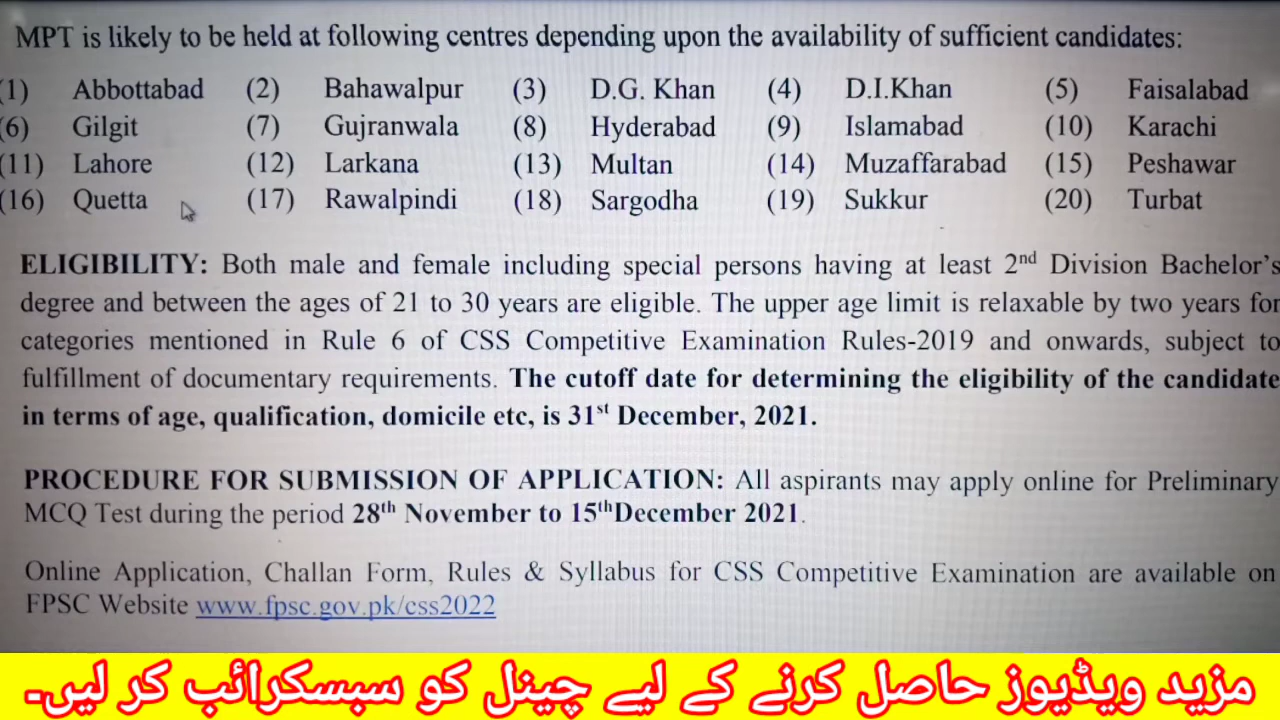 MPT is likely to be held at following centres depending upon the availability of sufficient candidates:
(1) Abbottabad (2) Bahawalpur (3) D.G. Khan (4) D.I.Khan (5) Faisalabad
(6) Gilgit (7) Gujranwala (8) Hyderabad (9) Islamabad (10) Karachi
(11) Lahore (12) Larkana (13) Multan (14) Muzaffarabad (15) Peshawar
(16) Quetta (17) Rawalpindi (18) Sargodha (19) Sukkur (20) Turbat
ELIGIBILITY: Both male and female including special persons having at least 2nd Division Bachelor's
degree and between the ages of 21 to 30 years are eligible. The upper age limit is relaxable by two years for
categories mentioned in Rule 6 of CSS Competitive Examination Rules-2019 and onwards, subject to
fulfillment of documentary requirements. The cutoff date for determining the eligibility of the candidate
in terms of age, qualification, domicile etc, is 31st December, 2021.
PROCEDURE FOR SUBMISSION OF APPLICATION: All aspirants may apply online for Preliminary
MCQ Test during the period 28th November to 15thDecember 2021.
Online Application, Challan Form, Rules & Syllabus for CSS Competitive Examination are available on
FPSC Website www.fpsc.gov.pk/css2022
مزید ویڈیوز حاصل کرنے کے لیے چینل کو سبسکرائب کر لیں۔